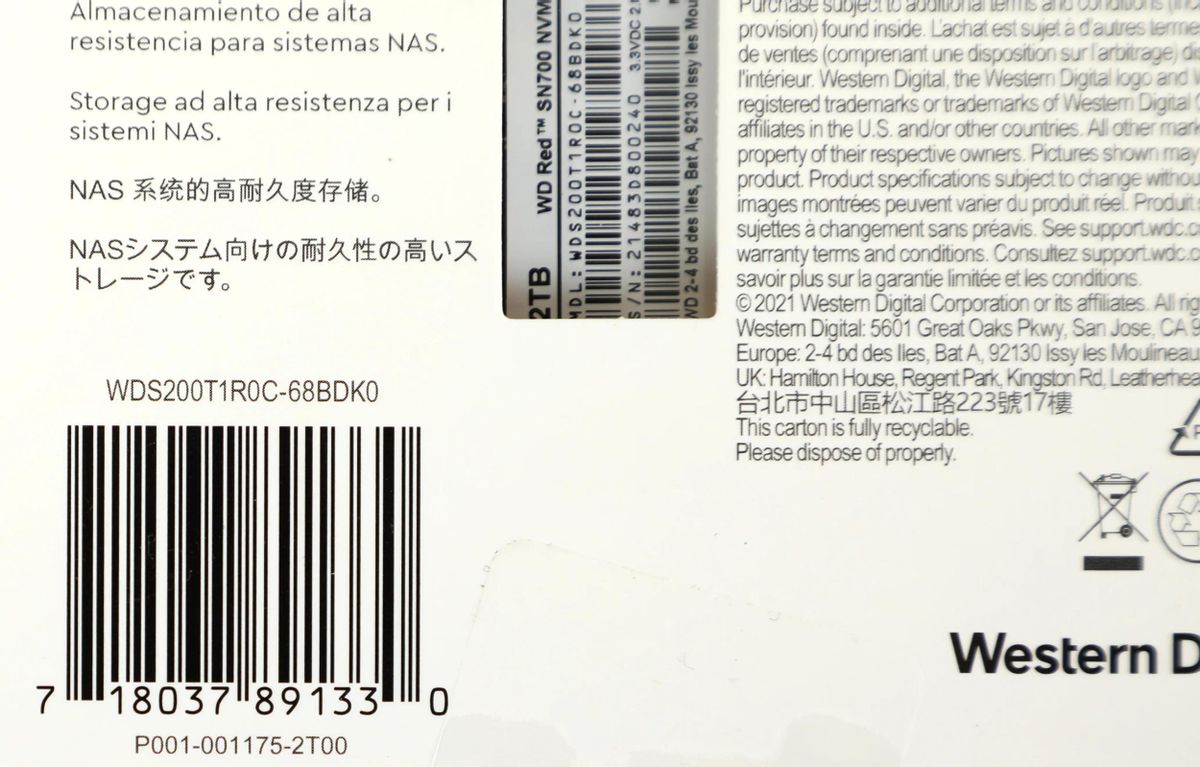 Almacenamiento de alta
resistencia para sistemas NAS.
Storage ad alta resistenza per i
sistemi NAS.
NAS 系统的高耐久度存储。
NASシステム向けの耐久性の高いス
トレージです。
WDS200T1R0C-68BDK0
7 18037 89133 0
P001-001175-2T00
2TB
WD Red™ SN700 NVM
MDL: WDS200T1R0C-68BDK0
S/N: 21483D800240 3.3VDC
WD 2-4 bd des Iles, Bat A, 92130 Issy les Mou
Purchase subject to additional terms and conditions
provision) found inside. L'achat est sujet à d'autres terme
de ventes (comprenant une disposition sur l'arbitrage)
l'intérieur. Western Digital, the Western Digital logo and
registered trademarks or trademarks of Western Digital
affiliates in the U.S. and/or other countries. All other mar
property of their respective owners. Pictures shown may
product. Product specifications subject to change withou
images montrées peuvent varier du produit réel. Produit
sujettes à changement sans préavis. See support.wdc.c
warranty terms and conditions. Consultez support.wdc.c
savoir plus sur la garantie limitée et les conditions.
© 2021 Western Digital Corporation or its affiliates. All rig
Western Digital: 5601 Great Oaks Pkwy, San Jose, CA 9
Europe: 2-4 bd des Iles, Bat A, 92130 Issy les Moulineau
UK: Hamilton House, Regent Park, Kingston Rd, Leatherhea
台北市中山區松江路223號17樓
This carton is fully recyclable.
Please dispose of properly.
Western D